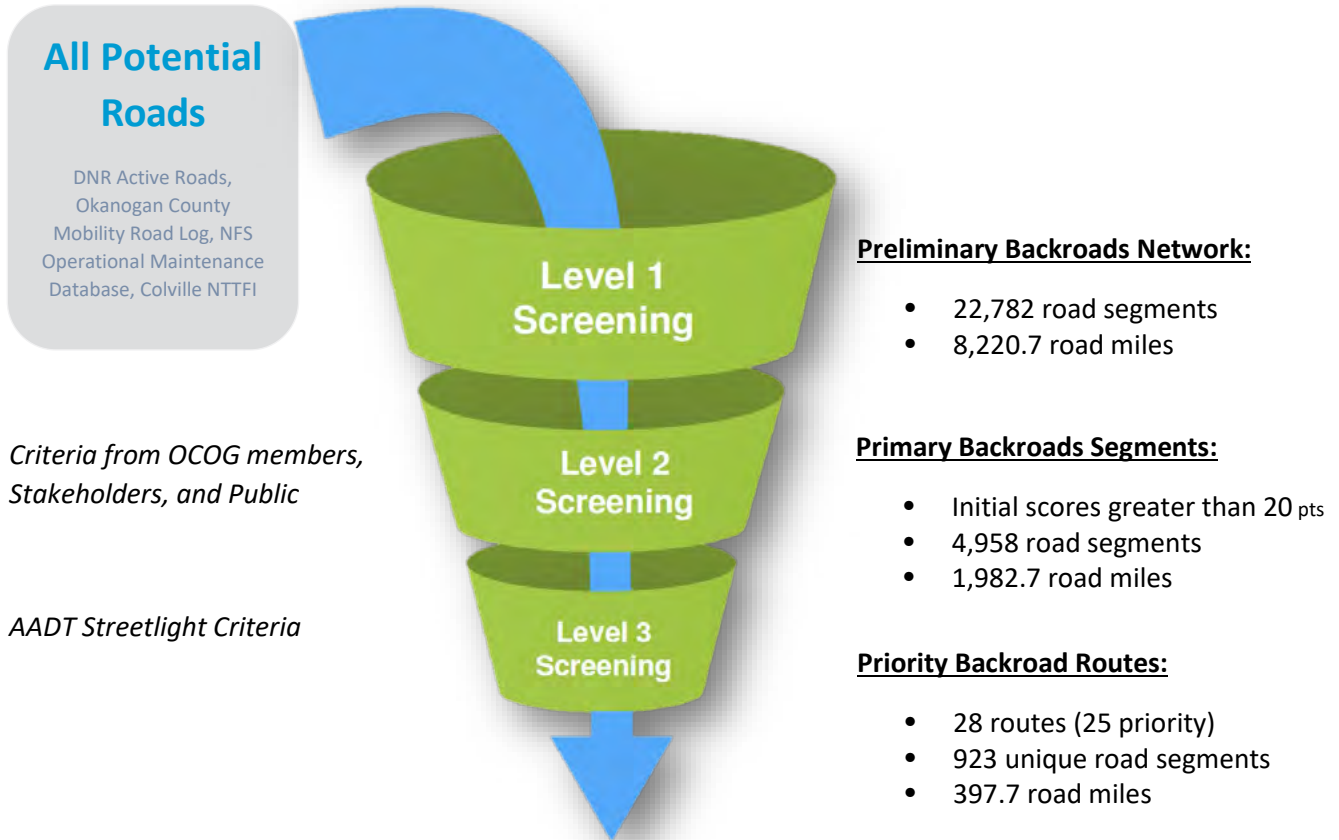 All Potential
Roads
DNR Active Roads,
Okanogan County
Mobility Road Log, NFS
Operational Maintenance
Database, Colville NTTFI
Level 1
Screening
Preliminary Backroads Network:
• 22,782 road segments
• 8,220.7 road miles
Criteria from OCOG members,
Stakeholders, and Public
Level 2
Screening
Primary Backroads Segments:
• Initial scores greater than 20 pts
• 4,958 road segments
• 1,982.7 road miles
AADT Streetlight Criteria
Level 3
Screening
Priority Backroad Routes:
• 28 routes (25 priority)
• 923 unique road segments
• 397.7 road miles